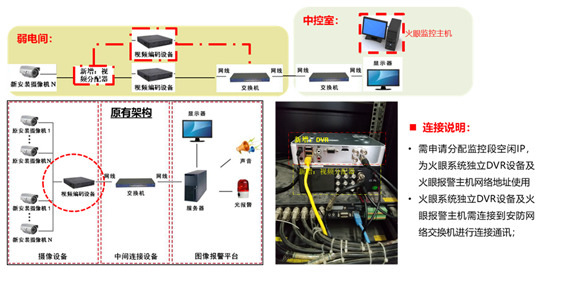 弱电间：
中控室：
视频编码设备
新增：视
频分配器
新安装摄像机 N
视频编码设备
网线
交换机
网线
网线
交换机
网线
火眼监控主机
显示器
原有架构
原安装摄像机 1
原安装摄像机 N
新安装摄像机1
新安装摄像机N
视频编码设备
网线
交换机
网线
显示器
服务器
声音
光报警
摄像设备
中间连接设备
图像报警平台
新增：DVR
新增：视频分配器
■ 连接说明：
• 需申请分配监控段空闲IP，
为火眼系统独立DVR设备及
火眼报警主机网络地址使用
• 火眼系统独立DVR设备及火
眼报警主机需连接到安防网
络交换机进行连接通讯；